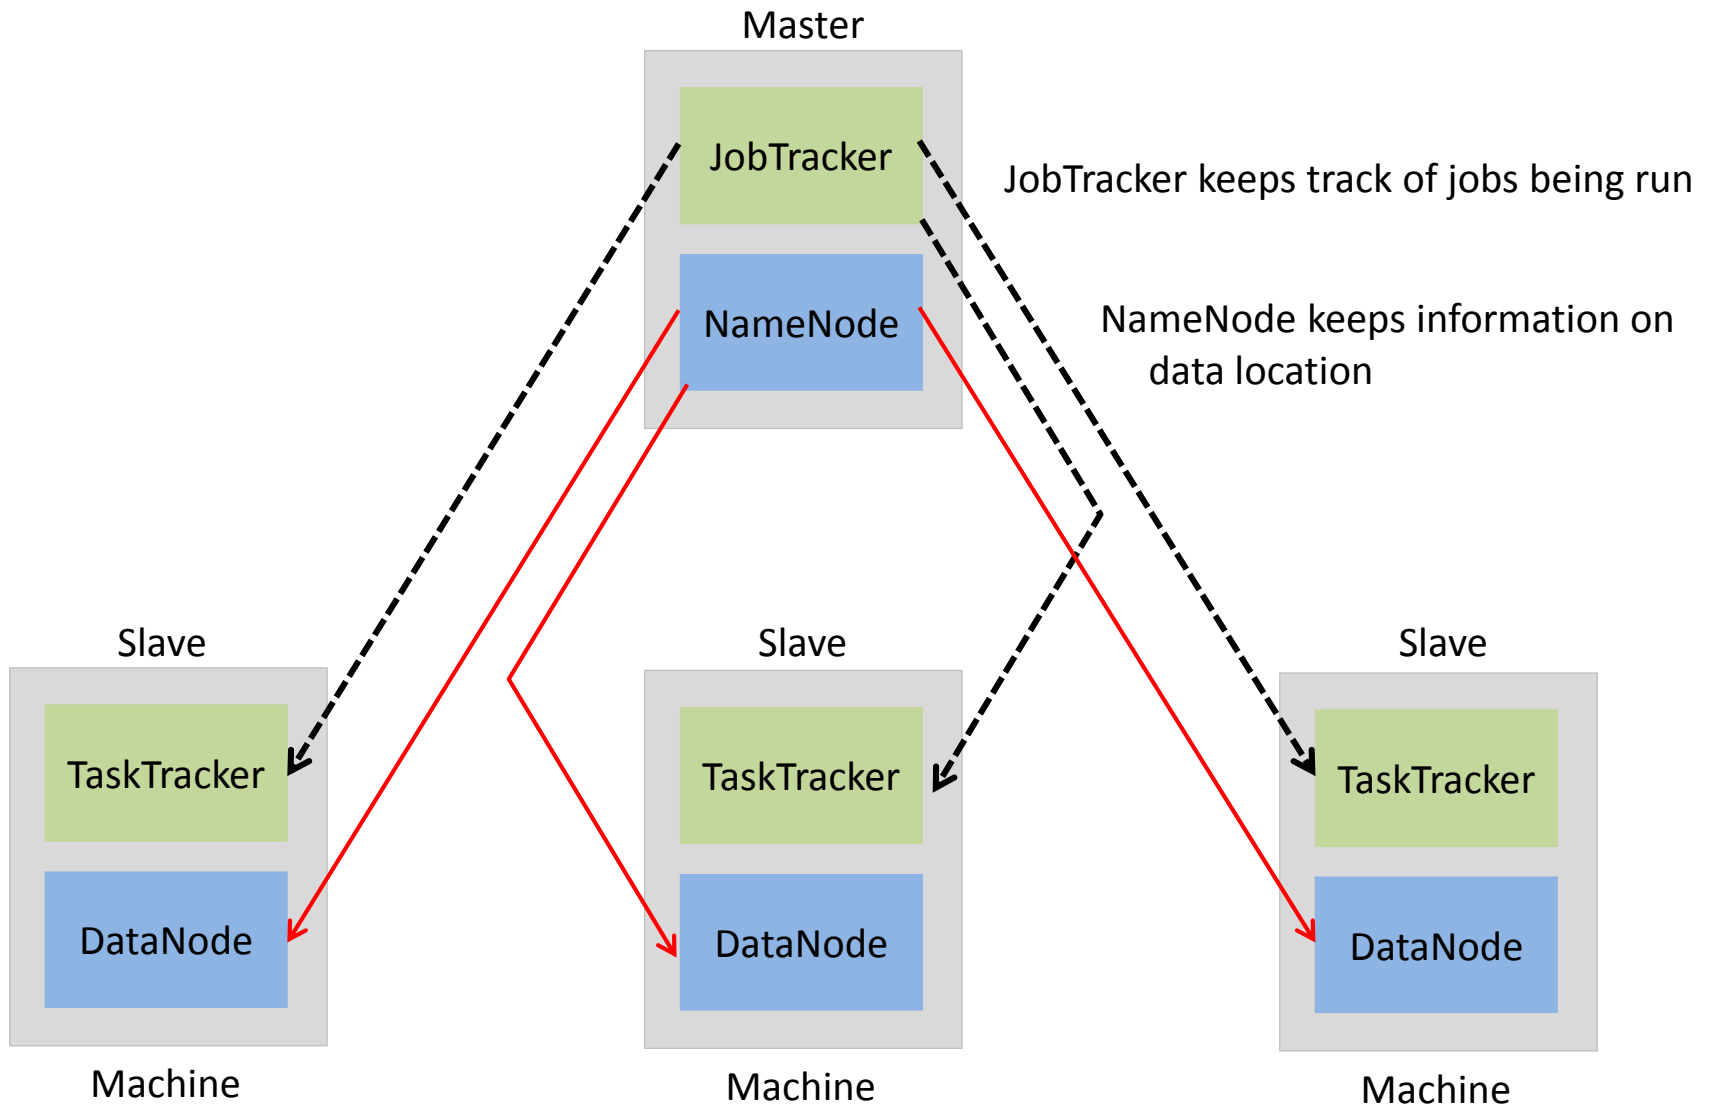 Master
JobTracker
JobTracker keeps track of jobs being run
NameNode
NameNode keeps information on
data location
Slave
Slave
Slave
TaskTracker
TaskTracker
TaskTracker
DataNode
DataNode
DataNode
Machine
Machine
Machine